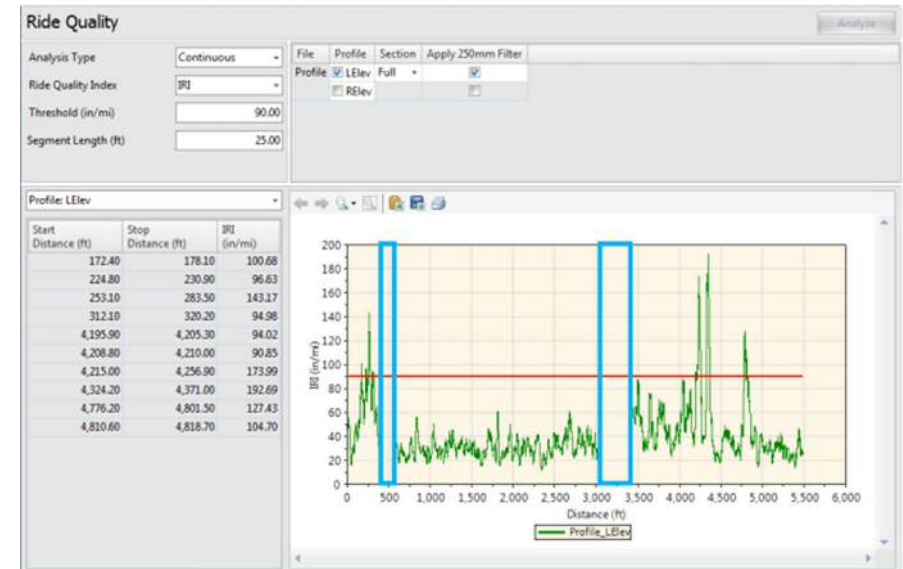 Ride Quality
Analyze
Analysis Type Continuous
Ride Quality Index IRI
Threshold (in/mi) 90.00
Segment Length (ft) 25.00
File Profile Section Apply 250mm Filter
Profile LElev Full
RElev
Profile: LElev
Start Distance (ft) Stop Distance (ft) IRI (in/mi)
172.40 178.10 100.68
224.80 230.90 96.63
253.10 283.50 143.17
312.10 320.20 94.98
4,195.90 4,205.30 94.02
4,208.80 4,210.00 90.85
4,215.00 4,256.90 173.99
4,324.20 4,371.00 192.69
4,776.20 4,801.50 127.43
4,810.60 4,818.70 104.70
IRI (in/mi)
200
180
160
140
120
100
80
60
40
20
0
0 500 1,000 1,500 2,000 2,500 3,000 3,500 4,000 4,500 5,000 5,500 6,000
Distance (ft)
Profile_LElev